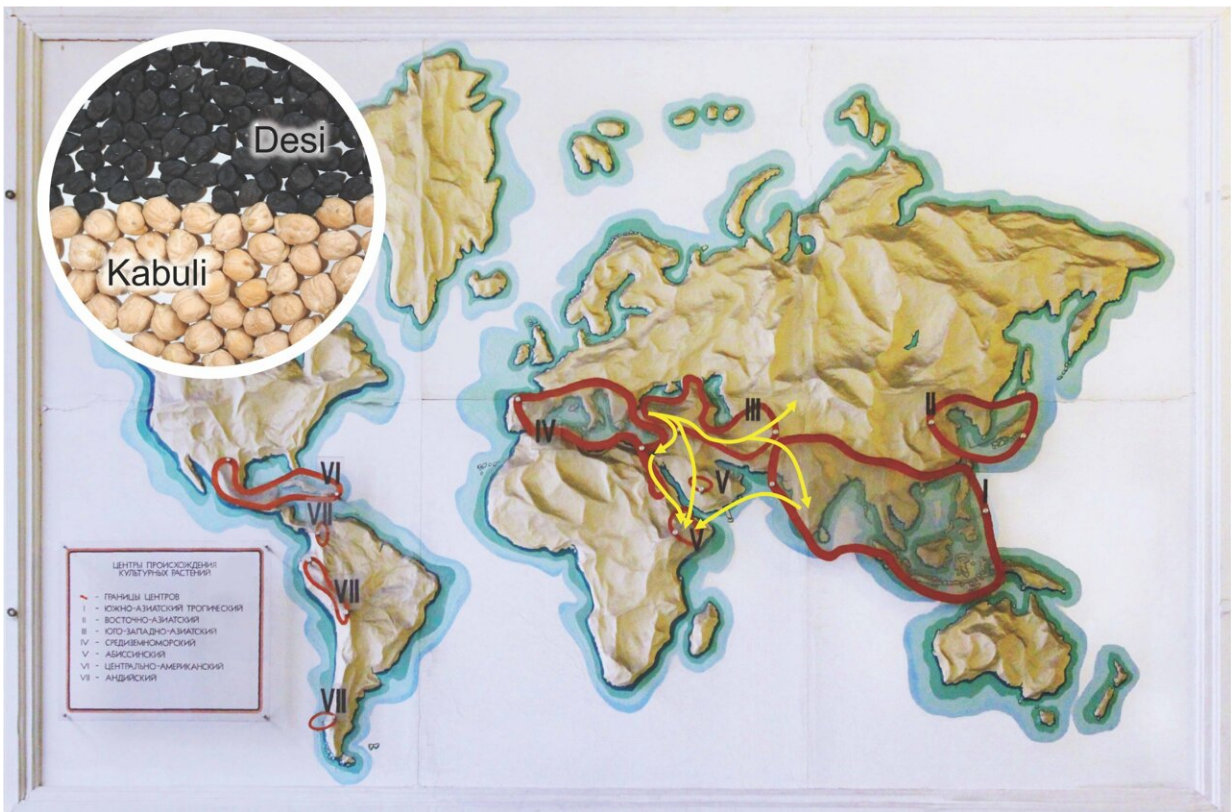 Desi
Kabuli
III
II
IV
V
I
VI
VII
V
VII
VII
ЦЕНТРЫ ПРОИСХОЖДЕНИЯ
КУЛЬТУРНЫХ РАСТЕНИЙ
- ГРАНИЦЫ ЦЕНТРОВ
I - ЮЖНО-АЗИАТСКИЙ ТРОПИЧЕСКИЙ
II - ВОСТОЧНО-АЗИАТСКИЙ
III - ЮГО-ЗАПАДНО-АЗИАТСКИЙ
IV - СРЕДИЗЕМНОМОРСКИЙ
V - АБИССИНСКИЙ
VI - ЦЕНТРАЛЬНО-АМЕРИКАНСКИЙ
VII - АНДИЙСКИЙ